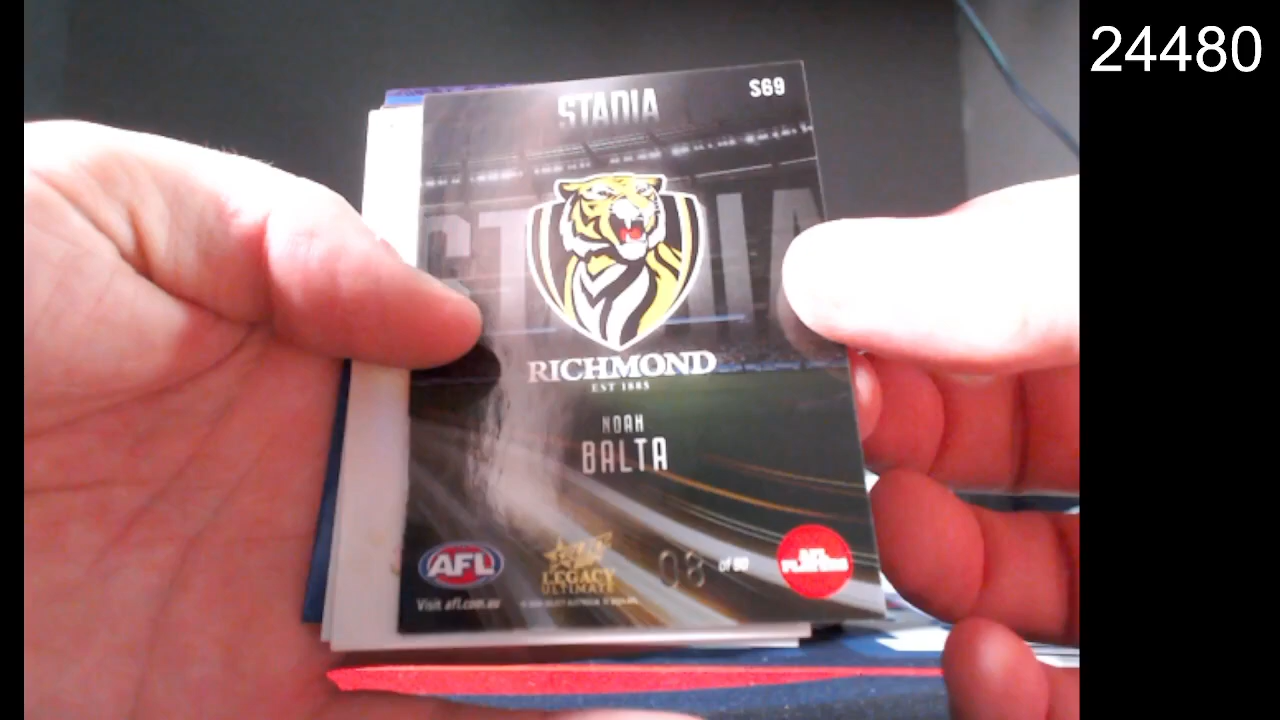 24480
STADIA
S69
STADIA
RICHMOND
EST 1885
NOAH
BALTA
AFL
LEGACY
ULTIMATE
08 of 90
AFL
PLAYERS
Visit afl.com.au